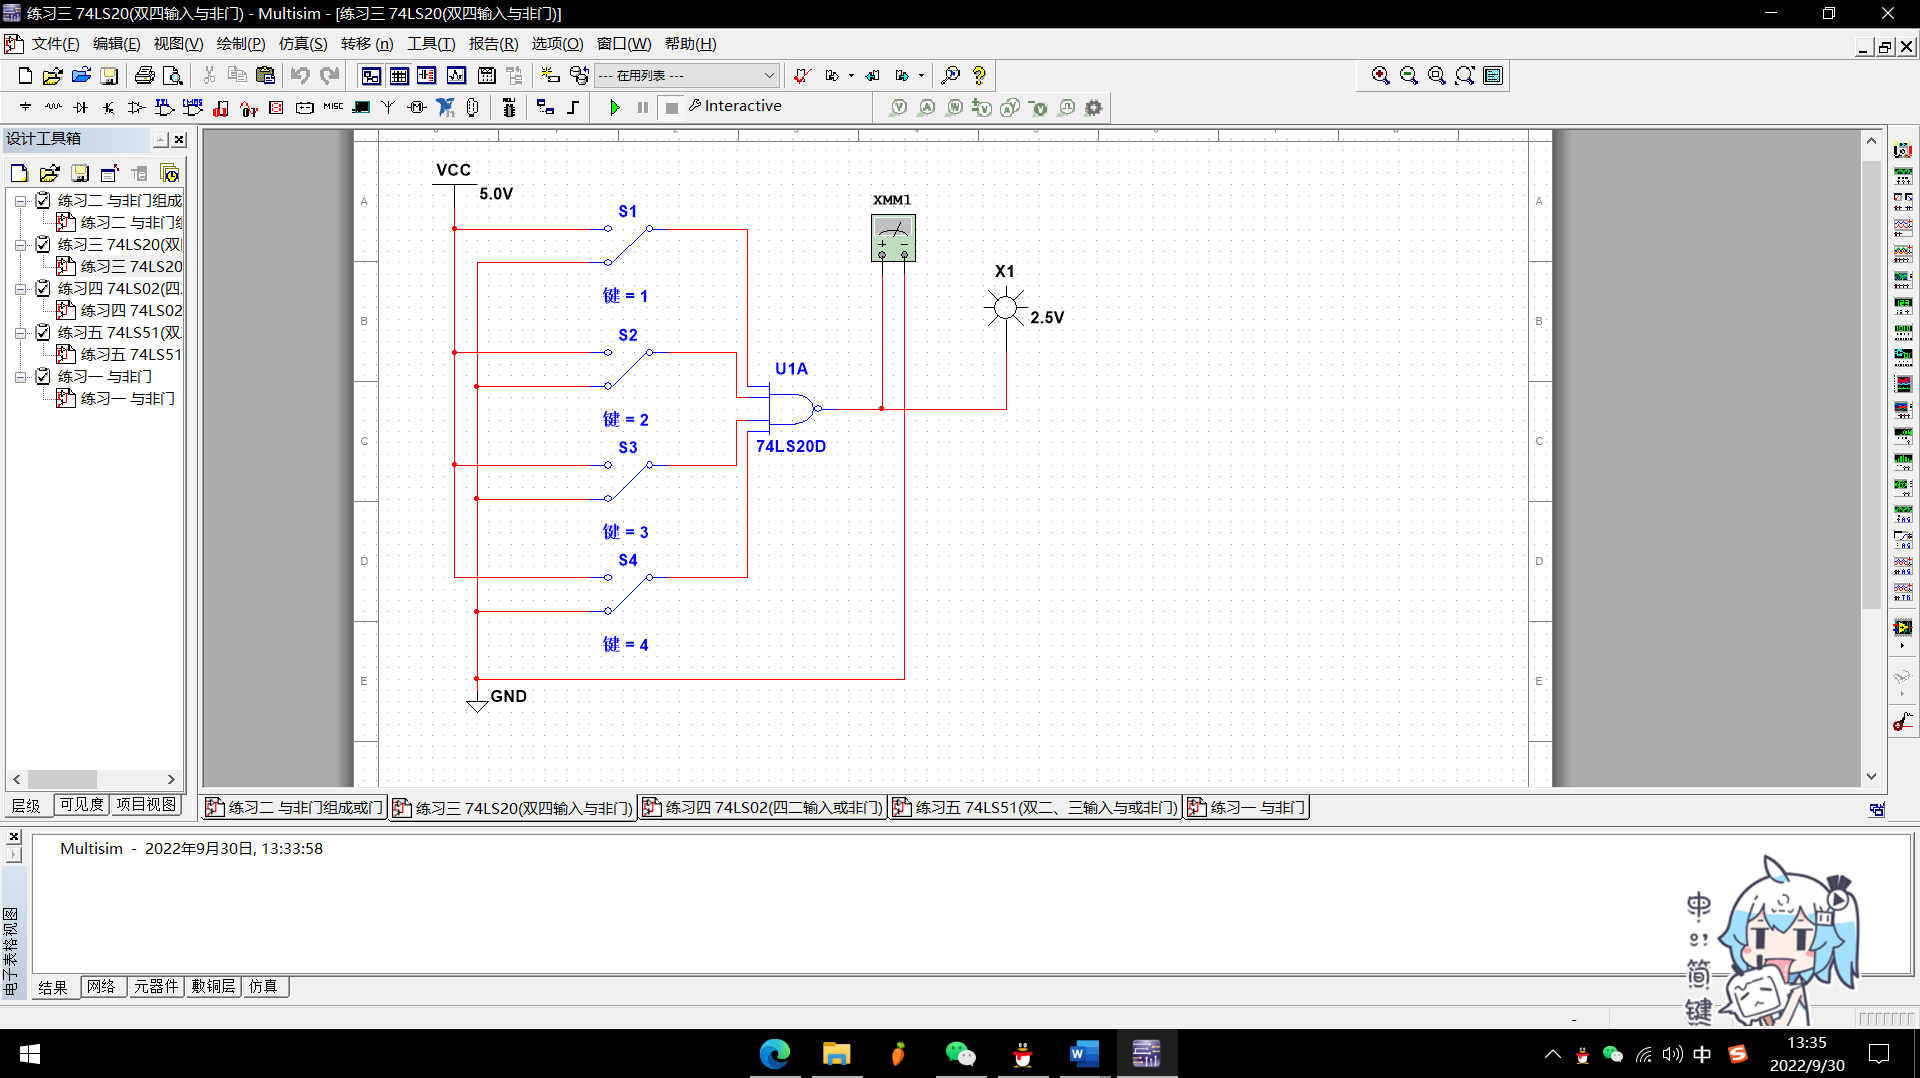 练习三 74LS20(双四输入与非门) - Multisim - [练习三 74LS20(双四输入与非门)]
文件(F) 编辑(E) 视图(V) 绘制(P) 仿真(S) 转移 (n) 工具(T) 报告(R) 选项(O) 窗口(W) 帮助(H)
--- 在用列表 ---
MISC
Interactive
设计工具箱
练习二 与非门组成
练习二 与非门组
练习三 74LS20(双
练习三 74LS20
练习四 74LS02(四
练习四 74LS02
练习五 74LS51(双
练习五 74LS51
练习一 与非门
练习一 与非门
层级 可见度 项目视图
A
B
C
D
E
VCC
5.0V
S1
键 = 1
S2
键 = 2
S3
键 = 3
S4
键 = 4
GND
U1A
74LS20D
XMM1
X1
2.5V
A
B
C
D
E
练习二 与非门组成或门 练习三 74LS20(双四输入与非门) 练习四 74LS02(四二输入或非门) 练习五 74LS51(双二、三输入与或非门) 练习一 与非门
Multisim - 2022年9月30日, 13:33:58
电子表格视图
结果 网络 元器件 敷铜层 仿真
中
简
键
-
中
13:35
2022/9/30